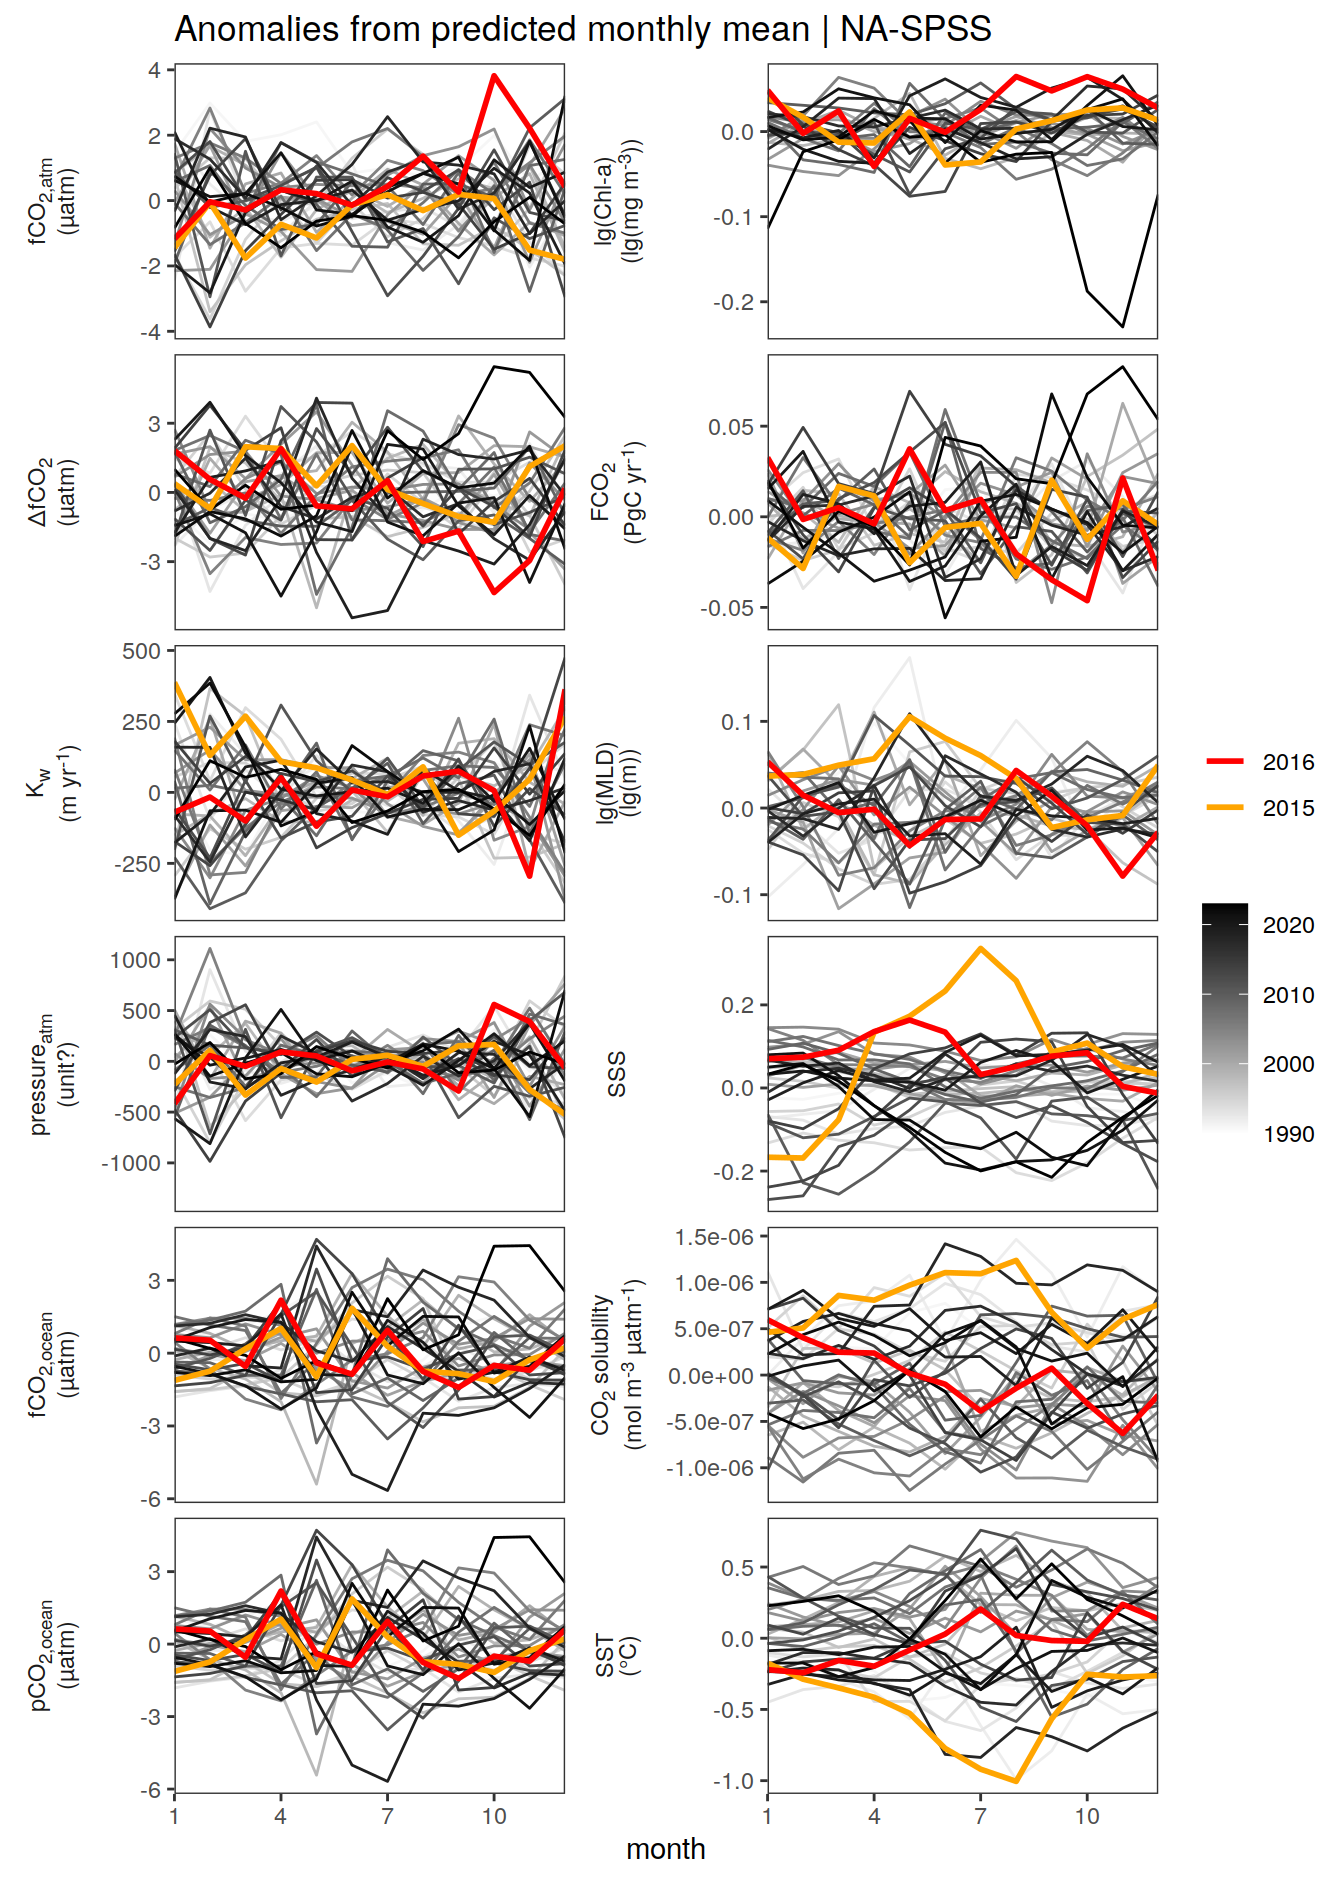 Anomalies from predicted monthly mean | NA-SPSS
fCO2,atm
(µatm)
4
2
0
-2
-4
lg(Chl-a)
(lg(mg m-3))
0.0
-0.1
-0.2
ΔfCO2
(µatm)
3
0
-3
FCO2
(PgC yr-1)
0.05
0.00
-0.05
Kw
(m yr-1)
500
250
0
-250
lg(MLD)
(lg(m))
0.1
0.0
-0.1
pressureatm
(unit?)
1000
500
0
-500
-1000
SSS
0.2
0.0
-0.2
fCO2,ocean
(µatm)
3
0
-3
-6
CO2 solubility
(mol m-3 µatm-1)
1.5e-06
1.0e-06
5.0e-07
0.0e+00
-5.0e-07
-1.0e-06
pCO2,ocean
(µatm)
3
0
-3
-6
SST
(°C)
0.5
0.0
-0.5
-1.0
1 4 7 10
1 4 7 10
month
2016
2015
2020
2010
2000
1990